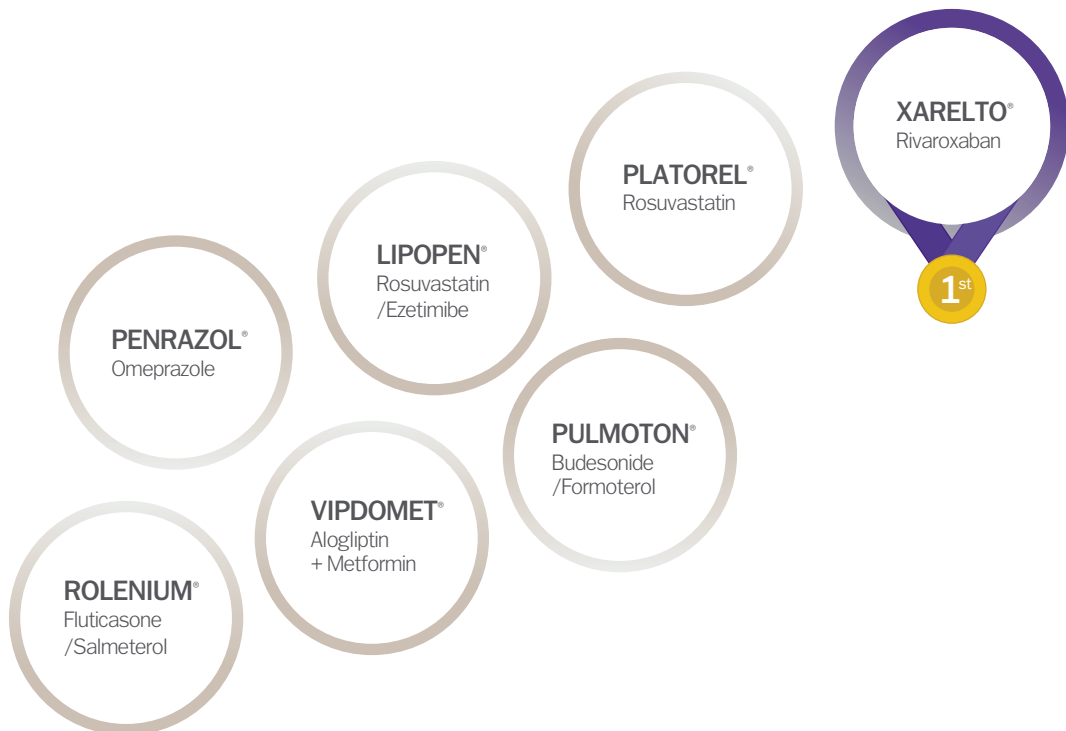 XARELTO®
Rivaroxaban
1st
PLATOREL®
Rosuvastatin
LIPOPEN®
Rosuvastatin
/Ezetimibe
PENRAZOL®
Omeprazole
PULMOTON®
Budesonide
/Formoterol
VIPDOMET®
Alogliptin
+ Metformin
ROLENIUM®
Fluticasone
/Salmeterol